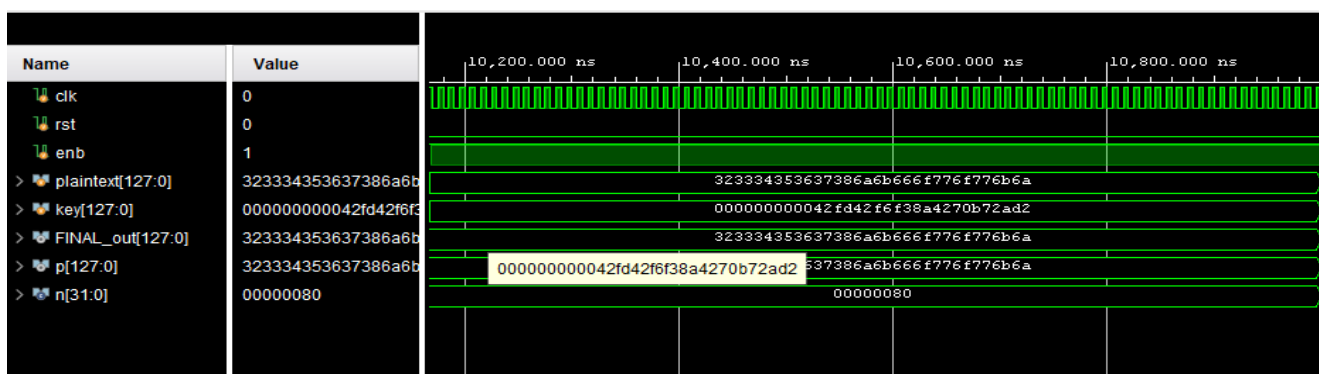 Name Value 10,200.000 ns 10,400.000 ns 10,600.000 ns 10,800.000 ns
clk 0
rst 0
enb 1
plaintext[127:0] 323334353637386a6b 323334353637386a6b666f776f776b6a
key[127:0] 000000000042fd42f6f3 000000000042fd42f6f38a4270b72ad2
FINAL_out[127:0] 323334353637386a6b 323334353637386a6b666f776f776b6a
p[127:0] 323334353637386a6b 000000000042fd42f6f38a4270b72ad2 637386a6b666f776f776b6a
n[31:0] 00000080 00000080